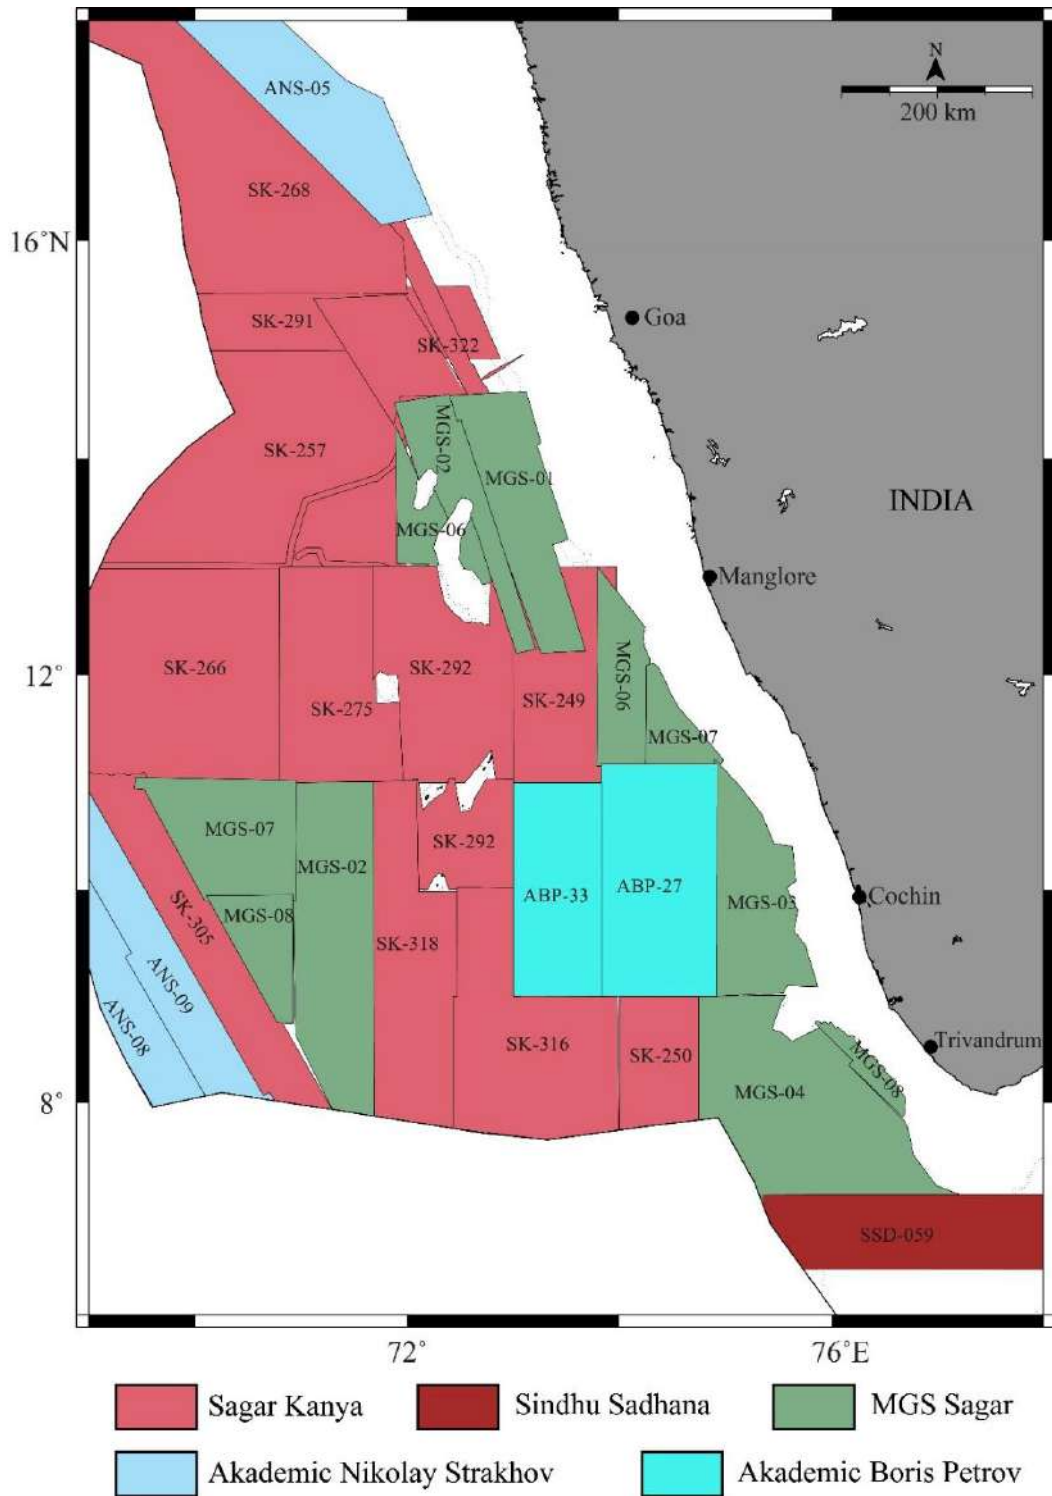 N
200 km
ANS-05
SK-268
16°N
Goa
SK-291
SK-322
MGS-02
SK-257
MGS-01
INDIA
MGS-06
Manglore
SK-266
SK-292
12°
MGS-06
SK-275
SK-249
MGS-07
MGS-07
MGS-02
SK-292
ABP-33
ABP-27
MGS-03
Cochin
MGS-08
SK-305
SK-318
ANS-09
ANS-08
SK-316
SK-250
Trivandrum
MGS-08
MGS-04
8°
SSD-059
72°
76°E
Sagar Kanya
Sindhu Sadhana
MGS Sagar
Akademic Nikolay Strakhov
Akademic Boris Petrov